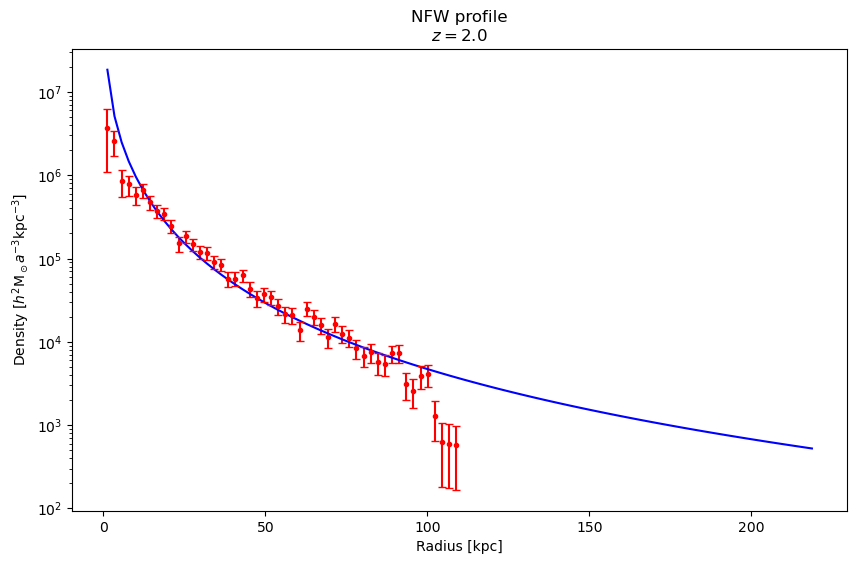 NFW profile
z = 2.0
Density [h²M⊙a⁻³kpc⁻³]
10⁷
10⁶
10⁵
10⁴
10³
10²
0 50 100 150 200
Radius [kpc]